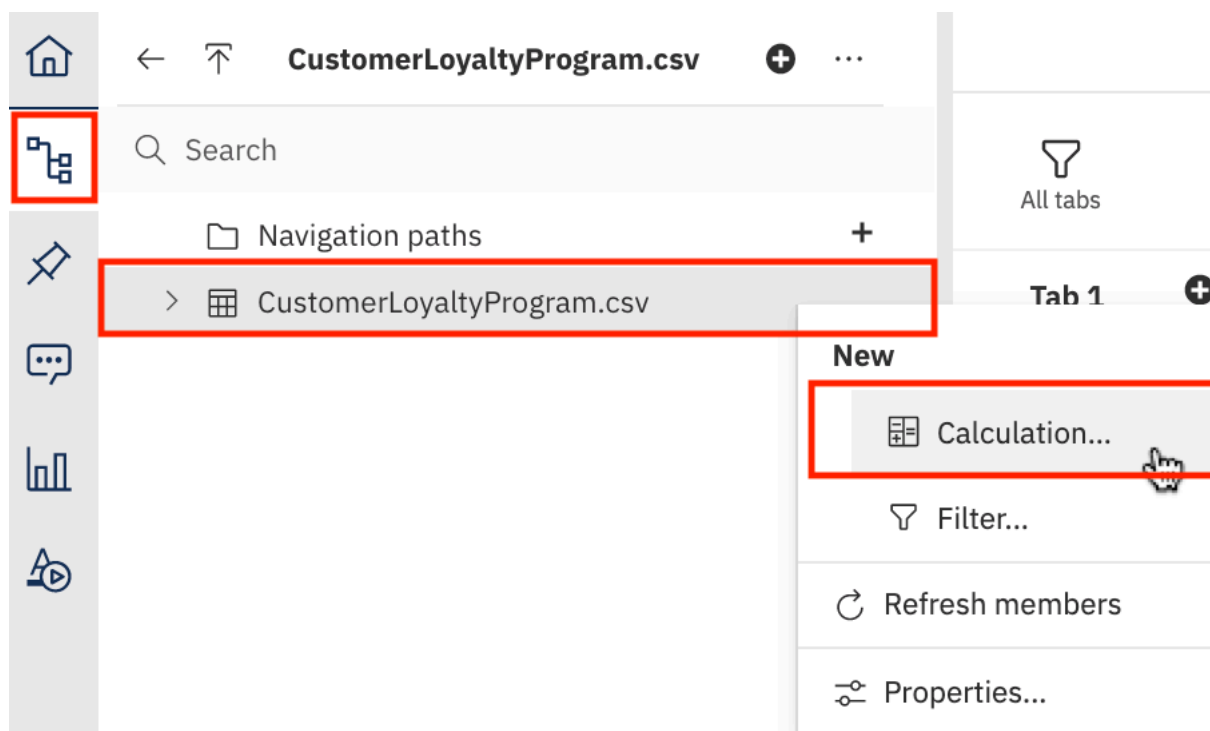 CustomerLoyaltyProgram.csv
Search
All tabs
Navigation paths
CustomerLoyaltyProgram.csv
Tab 1
New
Calculation...
Filter...
Refresh members
Properties...